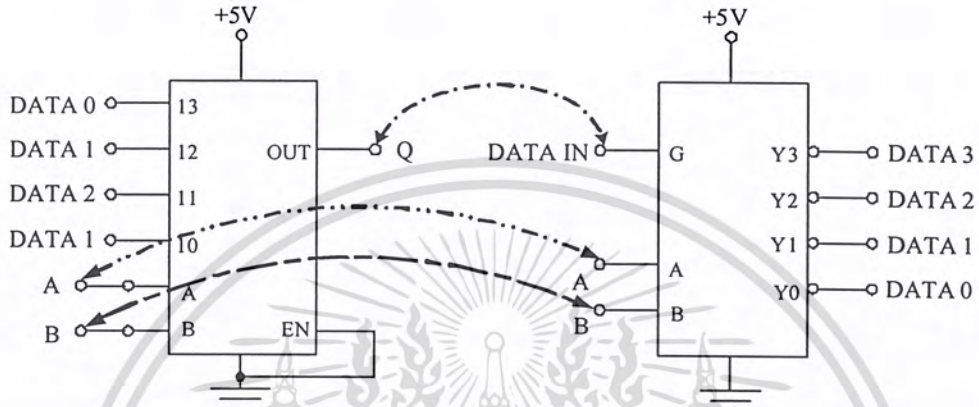 +5V
+5V
DATA 0
13
DATA 1
12
OUT
Q
DATA IN
G
Y3
DATA 3
DATA 2
11
Y2
DATA 2
DATA 1
10
Y1
DATA 1
A
A
A
A
Y0
DATA 0
B
B
EN
B
B